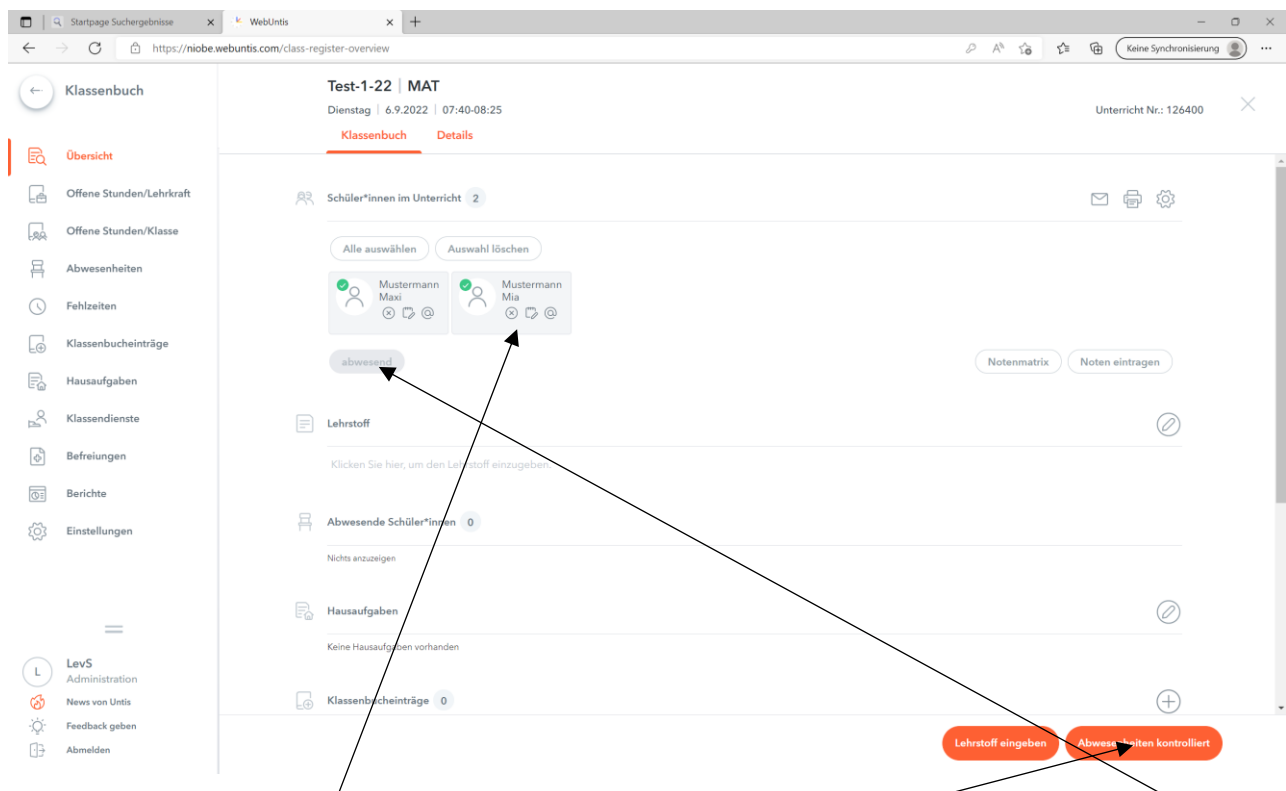 Startpage Suchergebnisse
WebUntis
https://niobe.webuntis.com/class-register-overview
Keine Synchronisierung
Klassenbuch
Übersicht
Offene Stunden/Lehrkraft
Offene Stunden/Klasse
Abwesenheiten
Fehlzeiten
Klassenbucheinträge
Hausaufgaben
Klassendienste
Befreiungen
Berichte
Einstellungen
L
LevS
Administration
News von Untis
Feedback geben
Abmelden
Test-1-22 | MAT
Dienstag | 6.9.2022 | 07:40-08:25
Unterricht Nr.: 126400
Klassenbuch Details
Schüler*innen im Unterricht 2
Alle auswählen Auswahl löschen
Mustermann
Maxi
Mustermann
Mia
abwesend
Notenmatrix Noten eintragen
Lehrstoff
Klicken Sie hier, um den Lehrstoff einzugeben.
Abwesende Schüler*innen 0
Nichts anzuzeigen
Hausaufgaben
Keine Hausaufgaben vorhanden
Klassenbucheinträge 0
Lehrstoff eingeben Abwesenheiten kontrolliert